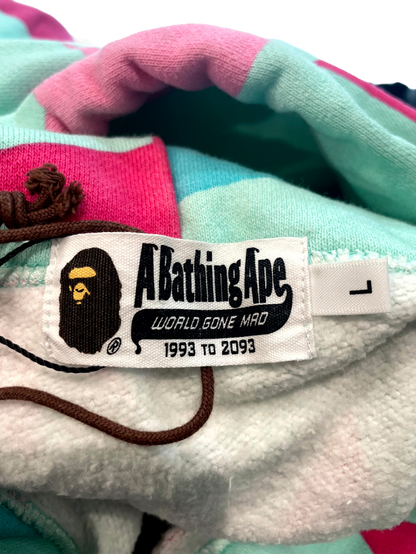 A Bathing Ape
WORLD GONE MAD
1993 TO 2093
®
L